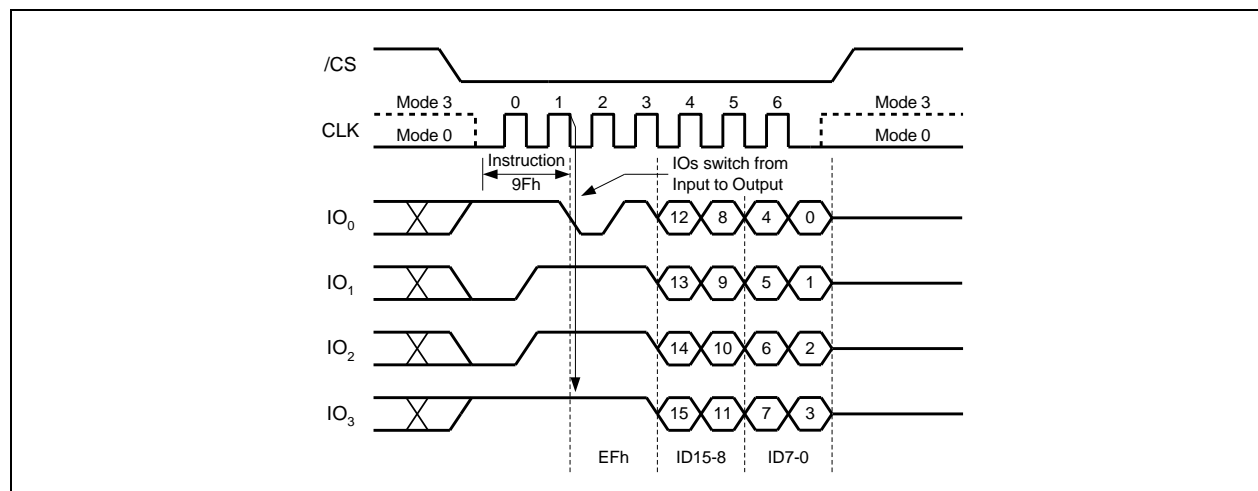 /CS
Mode 3 0 1 2 3 4 5 6 Mode 3
CLK Mode 0 Mode 0
Instruction
9Fh
IOs switch from
Input to Output
IO0 12 8 4 0
IO1 13 9 5 1
IO2 14 10 6 2
IO3 15 11 7 3
EFh ID15-8 ID7-0